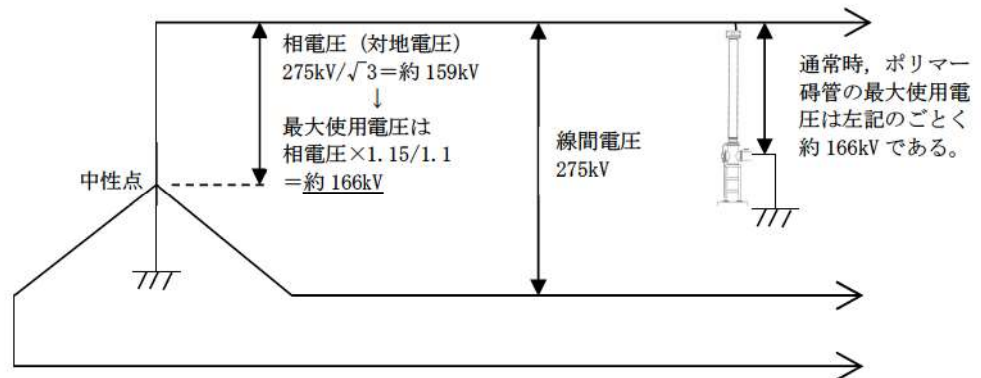 相電圧（対地電圧）
275kV/√3＝約 159kV
↓
最大使用電圧は
相電圧×1.15/1.1
＝約 166kV
中性点
線間電圧
275kV
通常時，ポリマー
碍管の最大使用電
圧は左記のごとく
約 166kV である。